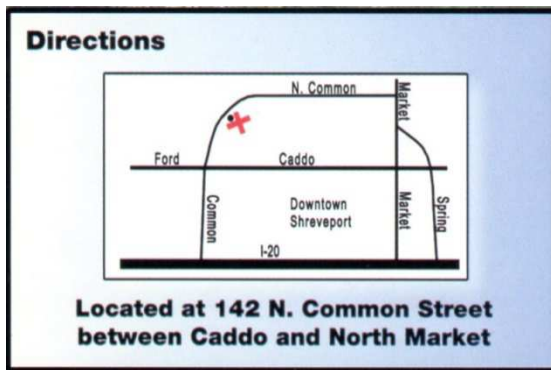 Directions
N. Common
Market
Ford
Caddo
Common
Downtown
Shreveport
Market
Spring
I-20
Located at 142 N. Common Street
between Caddo and North Market